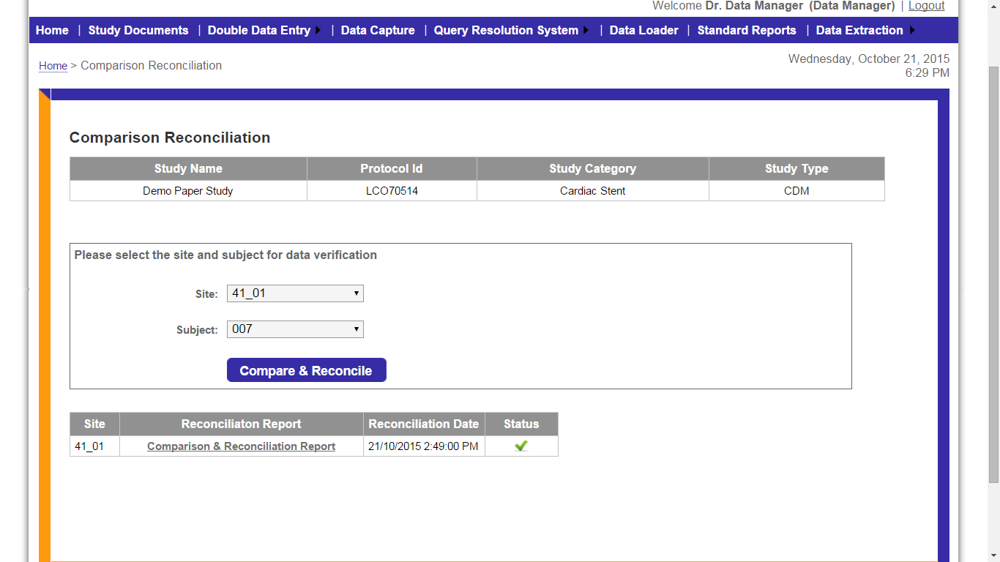 Welcome Dr. Data Manager (Data Manager) | Logout
Home | Study Documents | Double Data Entry | Data Capture | Query Resolution System | Data Loader | Standard Reports | Data Extraction
Home > Comparison Reconciliation
Wednesday, October 21, 2015
6:29 PM
Comparison Reconciliation
Study Name Protocol Id Study Category Study Type
Demo Paper Study LCO70514 Cardiac Stent CDM
Please select the site and subject for data verification
Site: 41_01
Subject: 007
Compare & Reconcile
Site Reconciliaton Report Reconciliation Date Status
41_01 Comparison & Reconciliation Report 21/10/2015 2:49:00 PM